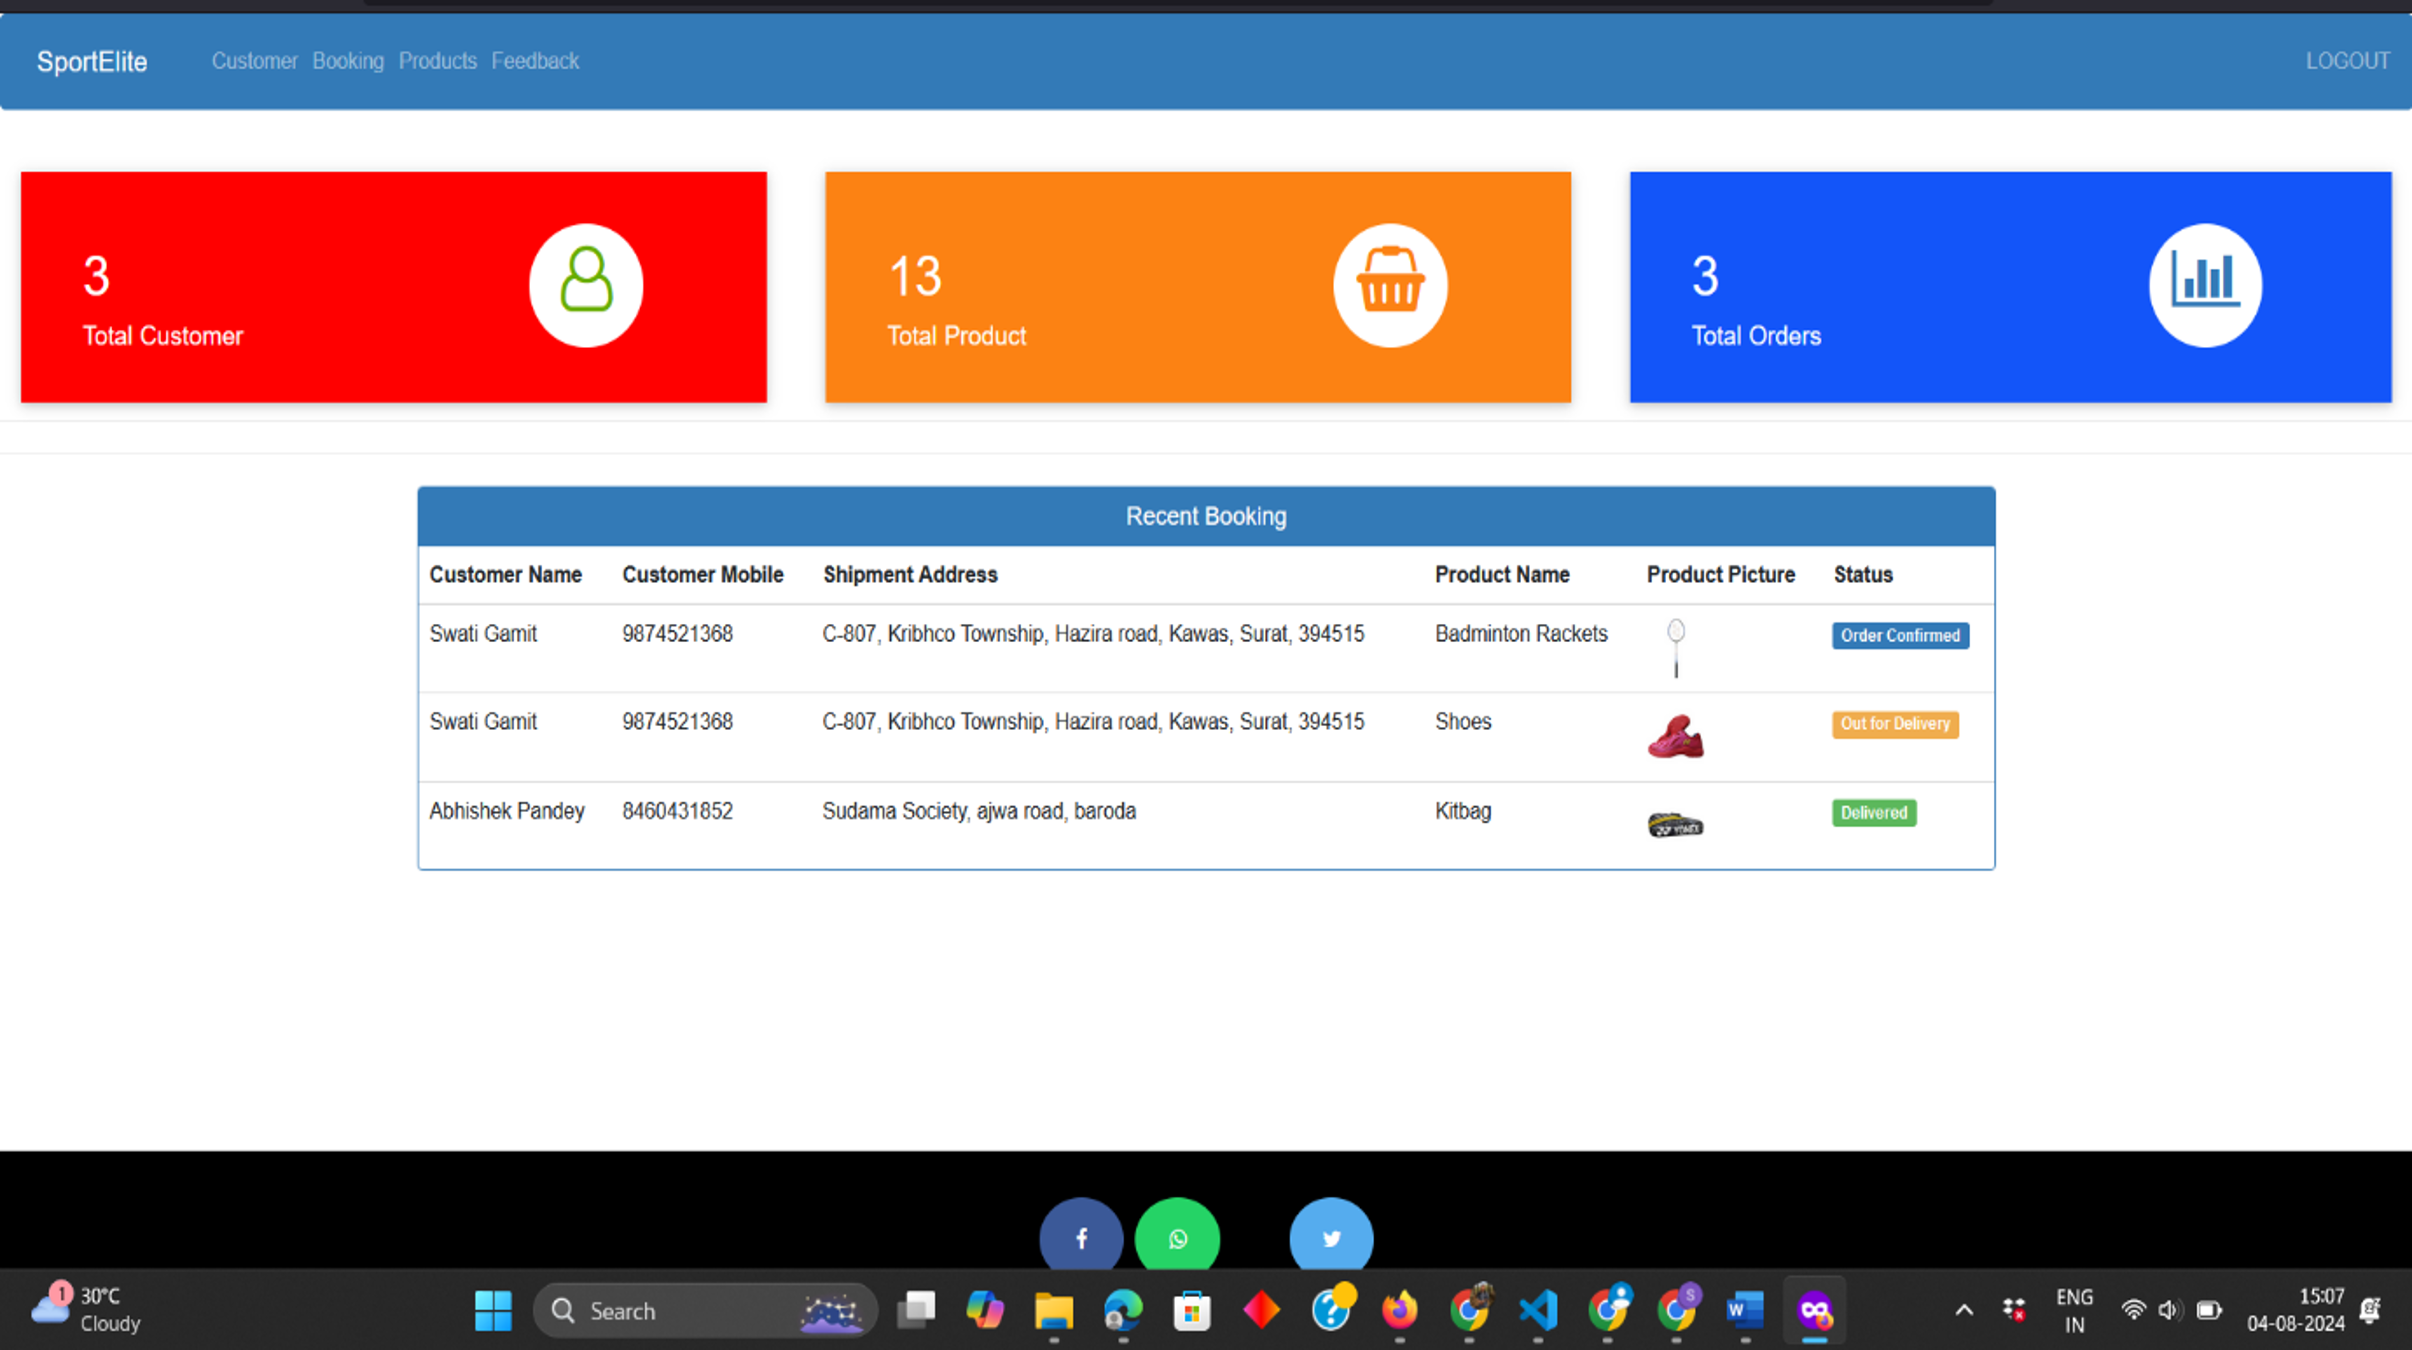 SportElite Customer Booking Products Feedback LOGOUT
3
Total Customer
13
Total Product
3
Total Orders
Recent Booking
Customer Name Customer Mobile Shipment Address Product Name Product Picture Status
Swati Gamit 9874521368 C-807, Kribhco Township, Hazira road, Kawas, Surat, 394515 Badminton Rackets Order Confirmed
Swati Gamit 9874521368 C-807, Kribhco Township, Hazira road, Kawas, Surat, 394515 Shoes Out for Delivery
Abhishek Pandey 8460431852 Sudama Society, ajwa road, baroda Kitbag YONEX Delivered
1
30°C
Cloudy
Search
S
W
ENG
IN
15:07
04-08-2024